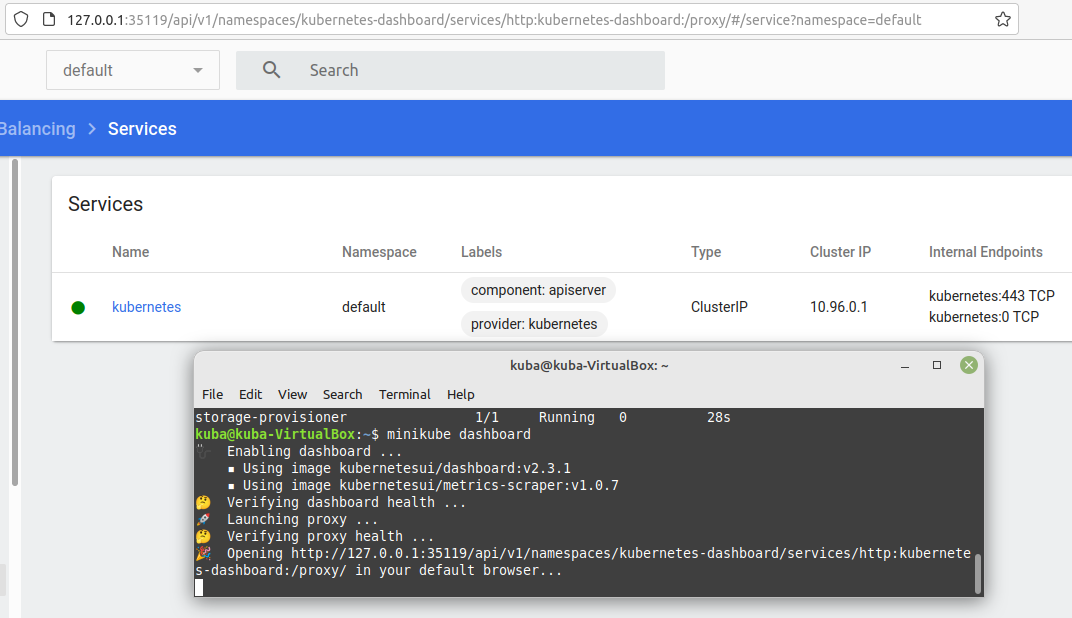 127.0.0.1:35119/api/v1/namespaces/kubernetes-dashboard/services/http:kubernetes-dashboard:/proxy/#/service?namespace=default
default
Search
Balancing > Services
Services
Name Namespace Labels Type Cluster IP Internal Endpoints
kubernetes default component: apiserver provider: kubernetes ClusterIP 10.96.0.1 kubernetes:443 TCP
kubernetes:0 TCP
kuba@kuba-VirtualBox: ~
File Edit View Search Terminal Help
storage-provisioner 1/1 Running 0 28s
kuba@kuba-VirtualBox:~$ minikube dashboard
Enabling dashboard ...
▪ Using image kubernetesui/dashboard:v2.3.1
▪ Using image kubernetesui/metrics-scraper:v1.0.7
🤔 Verifying dashboard health ...
🚀 Launching proxy ...
🤔 Verifying proxy health ...
🎉 Opening http://127.0.0.1:35119/api/v1/namespaces/kubernetes-dashboard/services/http:kubernete
s-dashboard:/proxy/ in your default browser...